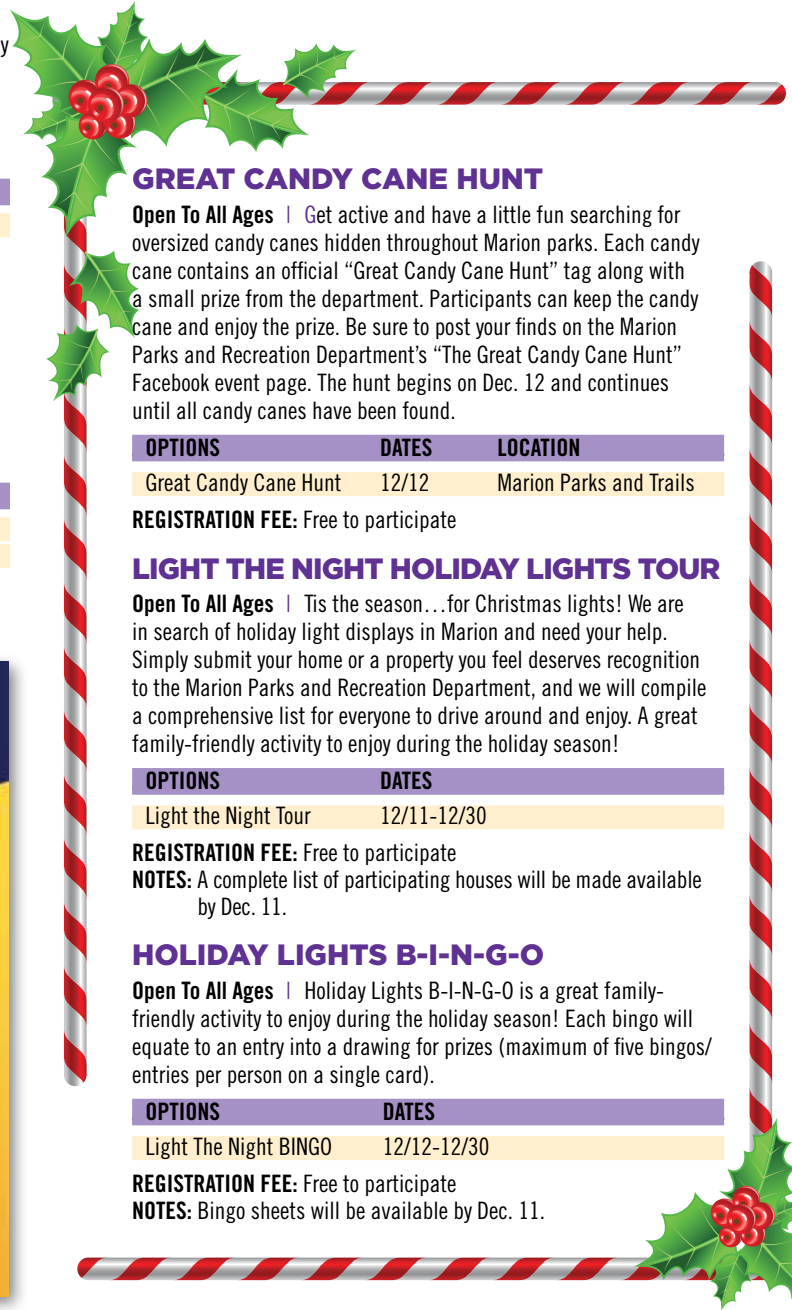 y
GREAT CANDY CANE HUNT
Open To All Ages | Get active and have a little fun searching for
oversized candy canes hidden throughout Marion parks. Each candy
cane contains an official “Great Candy Cane Hunt” tag along with
a small prize from the department. Participants can keep the candy
cane and enjoy the prize. Be sure to post your finds on the Marion
Parks and Recreation Department’s “The Great Candy Cane Hunt”
Facebook event page. The hunt begins on Dec. 12 and continues
until all candy canes have been found.
OPTIONS DATES LOCATION
Great Candy Cane Hunt 12/12 Marion Parks and Trails
REGISTRATION FEE: Free to participate
LIGHT THE NIGHT HOLIDAY LIGHTS TOUR
Open To All Ages | Tis the season…for Christmas lights! We are
in search of holiday light displays in Marion and need your help.
Simply submit your home or a property you feel deserves recognition
to the Marion Parks and Recreation Department, and we will compile
a comprehensive list for everyone to drive around and enjoy. A great
family-friendly activity to enjoy during the holiday season!
OPTIONS DATES
Light the Night Tour 12/11-12/30
REGISTRATION FEE: Free to participate
NOTES: A complete list of participating houses will be made available
by Dec. 11.
HOLIDAY LIGHTS B-I-N-G-O
Open To All Ages | Holiday Lights B-I-N-G-O is a great family-
friendly activity to enjoy during the holiday season! Each bingo will
equate to an entry into a drawing for prizes (maximum of five bingos/
entries per person on a single card).
OPTIONS DATES
Light The Night BINGO 12/12-12/30
REGISTRATION FEE: Free to participate
NOTES: Bingo sheets will be available by Dec. 11.